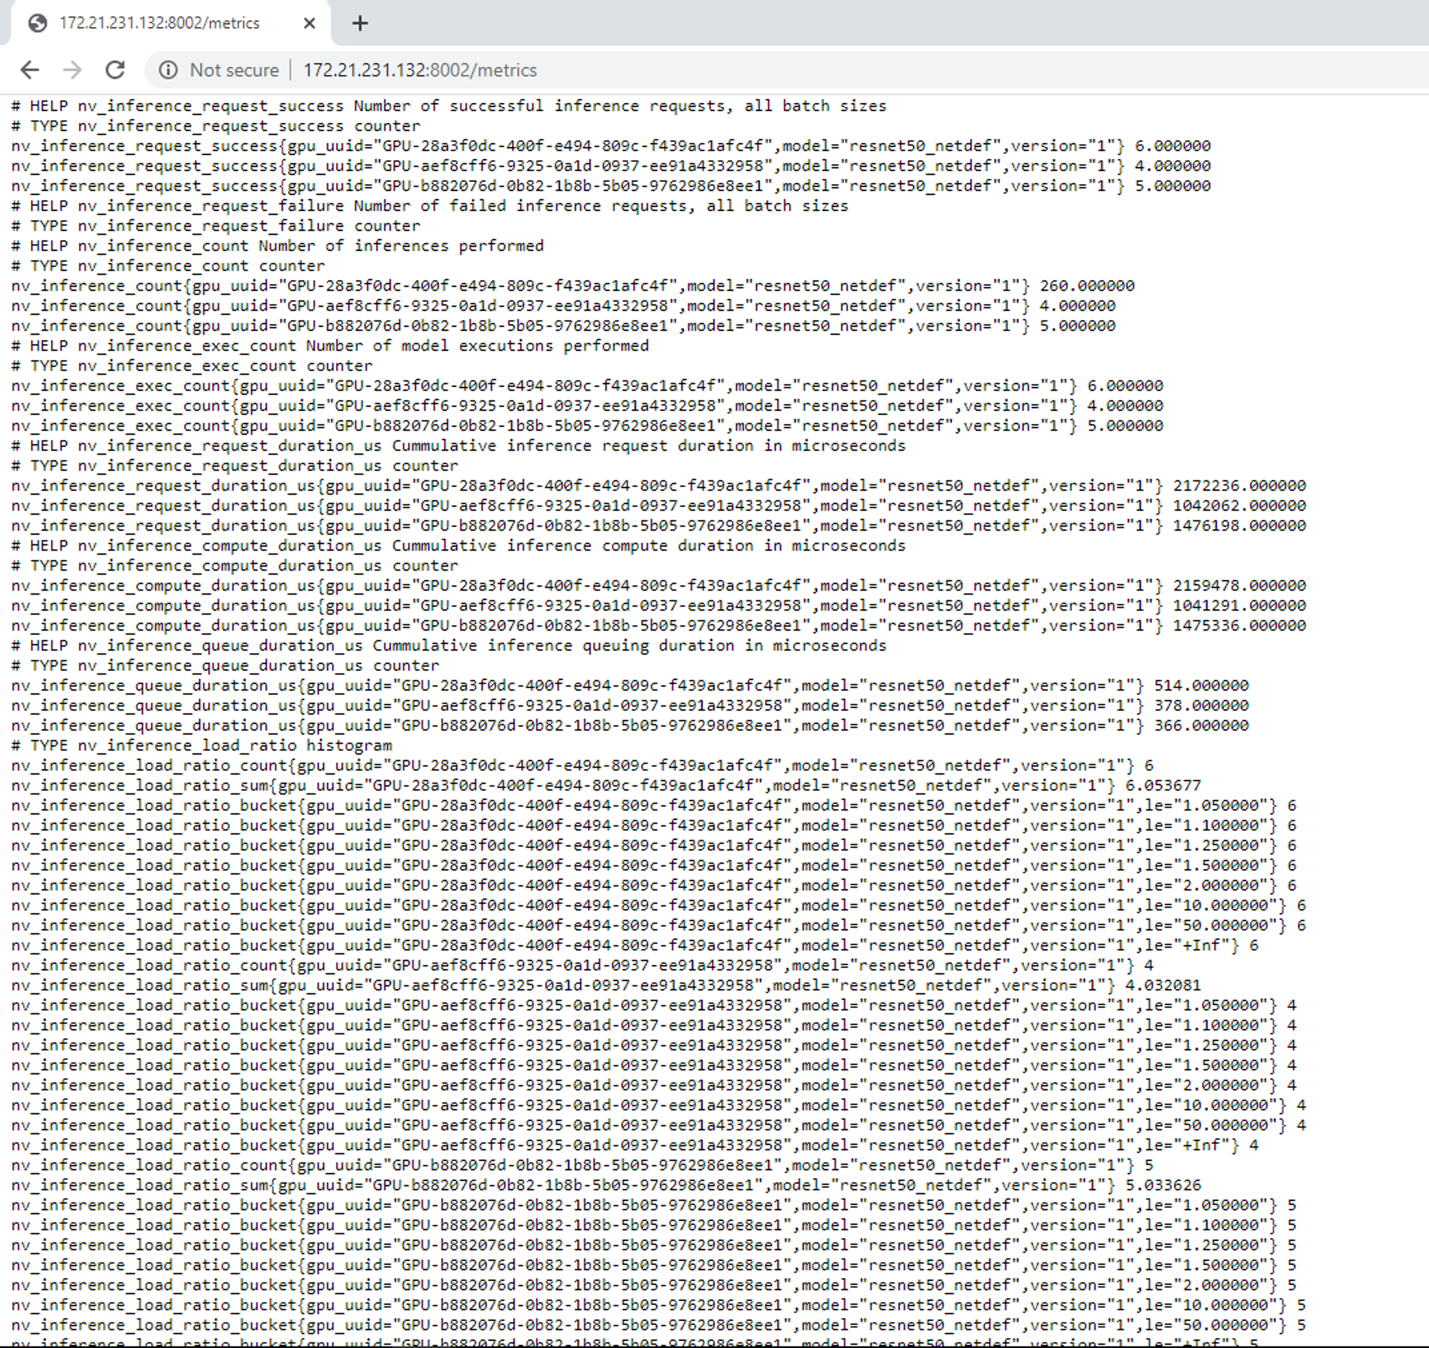 172.21.231.132:8002/metrics
Not secure
172.21.231.132:8002/metrics
# HELP nv_inference_request_success Number of successful inference requests, all batch sizes
# TYPE nv_inference_request_success counter
nv_inference_request_success{gpu_uuid="GPU-28a3f0dc-400f-e494-809c-f439ac1afc4f",model="resnet50_netdef",version="1"} 6.000000
nv_inference_request_success{gpu_uuid="GPU-aef8cff6-9325-0a1d-0937-ee91a4332958",model="resnet50_netdef",version="1"} 4.000000
nv_inference_request_success{gpu_uuid="GPU-b882076d-0b82-1b8b-5b05-9762986e8ee1",model="resnet50_netdef",version="1"} 5.000000
# HELP nv_inference_request_failure Number of failed inference requests, all batch sizes
# TYPE nv_inference_request_failure counter
# HELP nv_inference_count Number of inferences performed
# TYPE nv_inference_count counter
nv_inference_count{gpu_uuid="GPU-28a3f0dc-400f-e494-809c-f439ac1afc4f",model="resnet50_netdef",version="1"} 260.000000
nv_inference_count{gpu_uuid="GPU-aef8cff6-9325-0a1d-0937-ee91a4332958",model="resnet50_netdef",version="1"} 4.000000
nv_inference_count{gpu_uuid="GPU-b882076d-0b82-1b8b-5b05-9762986e8ee1",model="resnet50_netdef",version="1"} 5.000000
# HELP nv_inference_exec_count Number of model executions performed
# TYPE nv_inference_exec_count counter
nv_inference_exec_count{gpu_uuid="GPU-28a3f0dc-400f-e494-809c-f439ac1afc4f",model="resnet50_netdef",version="1"} 6.000000
nv_inference_exec_count{gpu_uuid="GPU-aef8cff6-9325-0a1d-0937-ee91a4332958",model="resnet50_netdef",version="1"} 4.000000
nv_inference_exec_count{gpu_uuid="GPU-b882076d-0b82-1b8b-5b05-9762986e8ee1",model="resnet50_netdef",version="1"} 5.000000
# HELP nv_inference_request_duration_us Cummulative inference request duration in microseconds
# TYPE nv_inference_request_duration_us counter
nv_inference_request_duration_us{gpu_uuid="GPU-28a3f0dc-400f-e494-809c-f439ac1afc4f",model="resnet50_netdef",version="1"} 2172236.000000
nv_inference_request_duration_us{gpu_uuid="GPU-aef8cff6-9325-0a1d-0937-ee91a4332958",model="resnet50_netdef",version="1"} 1042062.000000
nv_inference_request_duration_us{gpu_uuid="GPU-b882076d-0b82-1b8b-5b05-9762986e8ee1",model="resnet50_netdef",version="1"} 1476198.000000
# HELP nv_inference_compute_duration_us Cummulative inference compute duration in microseconds
# TYPE nv_inference_compute_duration_us counter
nv_inference_compute_duration_us{gpu_uuid="GPU-28a3f0dc-400f-e494-809c-f439ac1afc4f",model="resnet50_netdef",version="1"} 2159478.000000
nv_inference_compute_duration_us{gpu_uuid="GPU-aef8cff6-9325-0a1d-0937-ee91a4332958",model="resnet50_netdef",version="1"} 1041291.000000
nv_inference_compute_duration_us{gpu_uuid="GPU-b882076d-0b82-1b8b-5b05-9762986e8ee1",model="resnet50_netdef",version="1"} 1475336.000000
# HELP nv_inference_queue_duration_us Cummulative inference queuing duration in microseconds
# TYPE nv_inference_queue_duration_us counter
nv_inference_queue_duration_us{gpu_uuid="GPU-28a3f0dc-400f-e494-809c-f439ac1afc4f",model="resnet50_netdef",version="1"} 514.000000
nv_inference_queue_duration_us{gpu_uuid="GPU-aef8cff6-9325-0a1d-0937-ee91a4332958",model="resnet50_netdef",version="1"} 378.000000
nv_inference_queue_duration_us{gpu_uuid="GPU-b882076d-0b82-1b8b-5b05-9762986e8ee1",model="resnet50_netdef",version="1"} 366.000000
# TYPE nv_inference_load_ratio histogram
nv_inference_load_ratio_count{gpu_uuid="GPU-28a3f0dc-400f-e494-809c-f439ac1afc4f",model="resnet50_netdef",version="1"} 6
nv_inference_load_ratio_sum{gpu_uuid="GPU-28a3f0dc-400f-e494-809c-f439ac1afc4f",model="resnet50_netdef",version="1"} 6.053677
nv_inference_load_ratio_bucket{gpu_uuid="GPU-28a3f0dc-400f-e494-809c-f439ac1afc4f",model="resnet50_netdef",version="1",le="1.050000"} 6
nv_inference_load_ratio_bucket{gpu_uuid="GPU-28a3f0dc-400f-e494-809c-f439ac1afc4f",model="resnet50_netdef",version="1",le="1.100000"} 6
nv_inference_load_ratio_bucket{gpu_uuid="GPU-28a3f0dc-400f-e494-809c-f439ac1afc4f",model="resnet50_netdef",version="1",le="1.250000"} 6
nv_inference_load_ratio_bucket{gpu_uuid="GPU-28a3f0dc-400f-e494-809c-f439ac1afc4f",model="resnet50_netdef",version="1",le="1.500000"} 6
nv_inference_load_ratio_bucket{gpu_uuid="GPU-28a3f0dc-400f-e494-809c-f439ac1afc4f",model="resnet50_netdef",version="1",le="2.000000"} 6
nv_inference_load_ratio_bucket{gpu_uuid="GPU-28a3f0dc-400f-e494-809c-f439ac1afc4f",model="resnet50_netdef",version="1",le="10.000000"} 6
nv_inference_load_ratio_bucket{gpu_uuid="GPU-28a3f0dc-400f-e494-809c-f439ac1afc4f",model="resnet50_netdef",version="1",le="50.000000"} 6
nv_inference_load_ratio_bucket{gpu_uuid="GPU-28a3f0dc-400f-e494-809c-f439ac1afc4f",model="resnet50_netdef",version="1",le="+Inf"} 6
nv_inference_load_ratio_count{gpu_uuid="GPU-aef8cff6-9325-0a1d-0937-ee91a4332958",model="resnet50_netdef",version="1"} 4
nv_inference_load_ratio_sum{gpu_uuid="GPU-aef8cff6-9325-0a1d-0937-ee91a4332958",model="resnet50_netdef",version="1"} 4.032081
nv_inference_load_ratio_bucket{gpu_uuid="GPU-aef8cff6-9325-0a1d-0937-ee91a4332958",model="resnet50_netdef",version="1",le="1.050000"} 4
nv_inference_load_ratio_bucket{gpu_uuid="GPU-aef8cff6-9325-0a1d-0937-ee91a4332958",model="resnet50_netdef",version="1",le="1.100000"} 4
nv_inference_load_ratio_bucket{gpu_uuid="GPU-aef8cff6-9325-0a1d-0937-ee91a4332958",model="resnet50_netdef",version="1",le="1.250000"} 4
nv_inference_load_ratio_bucket{gpu_uuid="GPU-aef8cff6-9325-0a1d-0937-ee91a4332958",model="resnet50_netdef",version="1",le="1.500000"} 4
nv_inference_load_ratio_bucket{gpu_uuid="GPU-aef8cff6-9325-0a1d-0937-ee91a4332958",model="resnet50_netdef",version="1",le="2.000000"} 4
nv_inference_load_ratio_bucket{gpu_uuid="GPU-aef8cff6-9325-0a1d-0937-ee91a4332958",model="resnet50_netdef",version="1",le="10.000000"} 4
nv_inference_load_ratio_bucket{gpu_uuid="GPU-aef8cff6-9325-0a1d-0937-ee91a4332958",model="resnet50_netdef",version="1",le="50.000000"} 4
nv_inference_load_ratio_bucket{gpu_uuid="GPU-aef8cff6-9325-0a1d-0937-ee91a4332958",model="resnet50_netdef",version="1",le="+Inf"} 4
nv_inference_load_ratio_count{gpu_uuid="GPU-b882076d-0b82-1b8b-5b05-9762986e8ee1",model="resnet50_netdef",version="1"} 5
nv_inference_load_ratio_sum{gpu_uuid="GPU-b882076d-0b82-1b8b-5b05-9762986e8ee1",model="resnet50_netdef",version="1"} 5.033626
nv_inference_load_ratio_bucket{gpu_uuid="GPU-b882076d-0b82-1b8b-5b05-9762986e8ee1",model="resnet50_netdef",version="1",le="1.050000"} 5
nv_inference_load_ratio_bucket{gpu_uuid="GPU-b882076d-0b82-1b8b-5b05-9762986e8ee1",model="resnet50_netdef",version="1",le="1.100000"} 5
nv_inference_load_ratio_bucket{gpu_uuid="GPU-b882076d-0b82-1b8b-5b05-9762986e8ee1",model="resnet50_netdef",version="1",le="1.250000"} 5
nv_inference_load_ratio_bucket{gpu_uuid="GPU-b882076d-0b82-1b8b-5b05-9762986e8ee1",model="resnet50_netdef",version="1",le="1.500000"} 5
nv_inference_load_ratio_bucket{gpu_uuid="GPU-b882076d-0b82-1b8b-5b05-9762986e8ee1",model="resnet50_netdef",version="1",le="2.000000"} 5
nv_inference_load_ratio_bucket{gpu_uuid="GPU-b882076d-0b82-1b8b-5b05-9762986e8ee1",model="resnet50_netdef",version="1",le="10.000000"} 5
nv_inference_load_ratio_bucket{gpu_uuid="GPU-b882076d-0b82-1b8b-5b05-9762986e8ee1",model="resnet50_netdef",version="1",le="50.000000"} 5